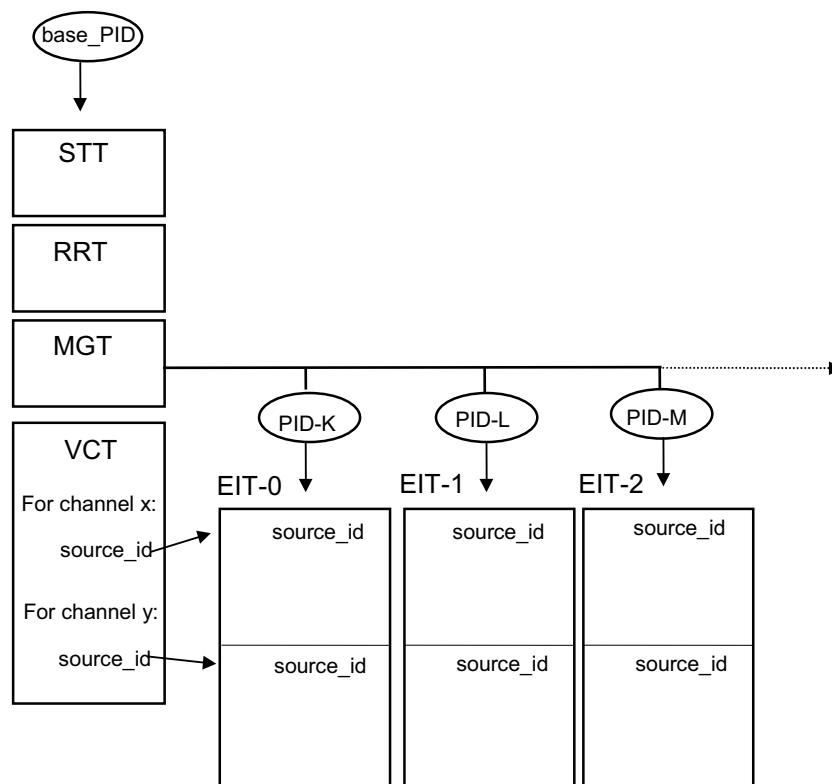 base_PID
STT
RRT
MGT
PID-K
PID-L
PID-M
VCT
EIT-0
EIT-1
EIT-2
For channel x:
source_id
source_id
source_id
source_id
For channel y:
source_id
source_id
source_id
source_id